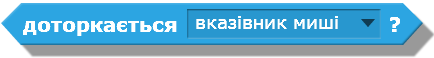 доторкається вказівник миші ?